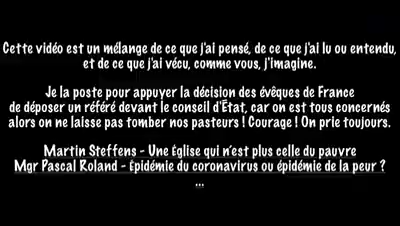 Cette vidéo est un mélange de ce que j'ai pensé, de ce que j'ai lu ou entendu,
et de ce que j'ai vécu, comme vous, j'imagine.
Je la poste pour appuyer la décision des évêques de France
de déposer un référé devant le conseil d'État, car on est tous concernés
alors on ne laisse pas tomber nos pasteurs ! Courage ! On prie toujours.
Martin Steffens - Une Église qui n'est plus celle du pauvre
Mgr Pascal Roland - Épidémie du coronavirus ou épidémie de la peur ?
...